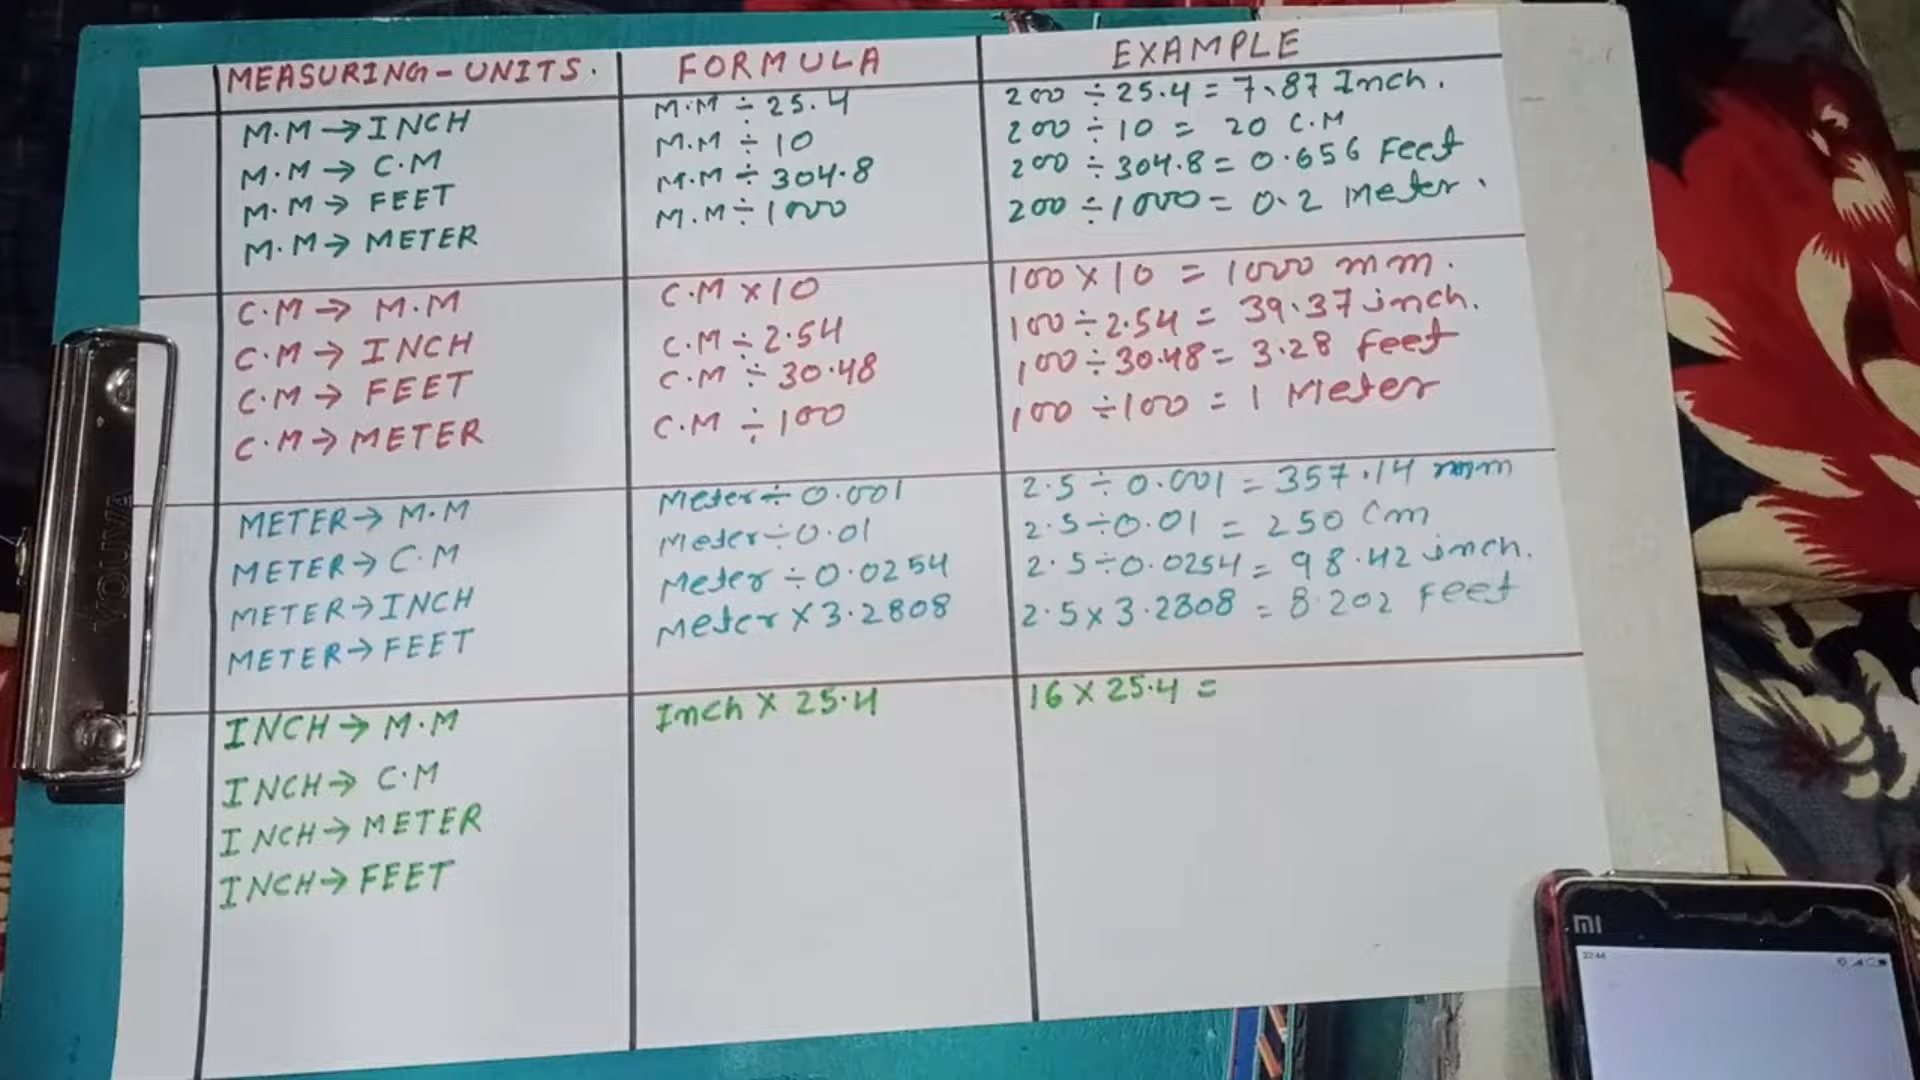 MEASURING-UNITS. FORMULA EXAMPLE
M.M → INCH M.M ÷ 25.4 200 ÷ 25.4 = 7.87 Inch.
M.M → C.M M.M ÷ 10 200 ÷ 10 = 20 C.M
M.M → FEET M.M ÷ 304.8 200 ÷ 304.8 = 0.656 Feet
M.M → METER M.M ÷ 1000 200 ÷ 1000 = 0.2 Meter.
C.M → M.M C.M × 10 100 × 10 = 1000 mm.
C.M → INCH C.M ÷ 2.54 100 ÷ 2.54 = 39.37 inch.
C.M → FEET C.M ÷ 30.48 100 ÷ 30.48 = 3.28 Feet
C.M → METER C.M ÷ 100 100 ÷ 100 = 1 Meter
METER → M.M Meter ÷ 0.001 2.5 ÷ 0.001 = 357.14 mm
METER → C.M Meter ÷ 0.01 2.5 ÷ 0.01 = 250 Cm
METER → INCH Meter ÷ 0.0254 2.5 ÷ 0.0254 = 98.42 inch.
METER → FEET Meter × 3.2808 2.5 × 3.2808 = 8.202 Feet
INCH → M.M Inch × 25.4 16 × 25.4 =
INCH → C.M
INCH → METER
INCH → FEET
YOUVA
mi
22:44